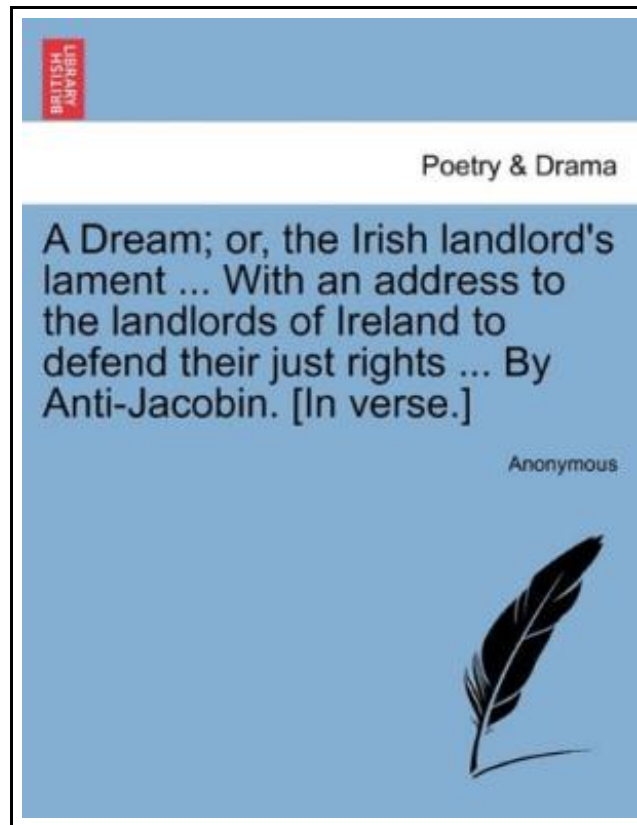 BRITISH
LIBRARY
Poetry & Drama
A Dream; or, the Irish landlord's
lament ... With an address to
the landlords of Ireland to
defend their just rights ... By
Anti-Jacobin. [In verse.]
Anonymous